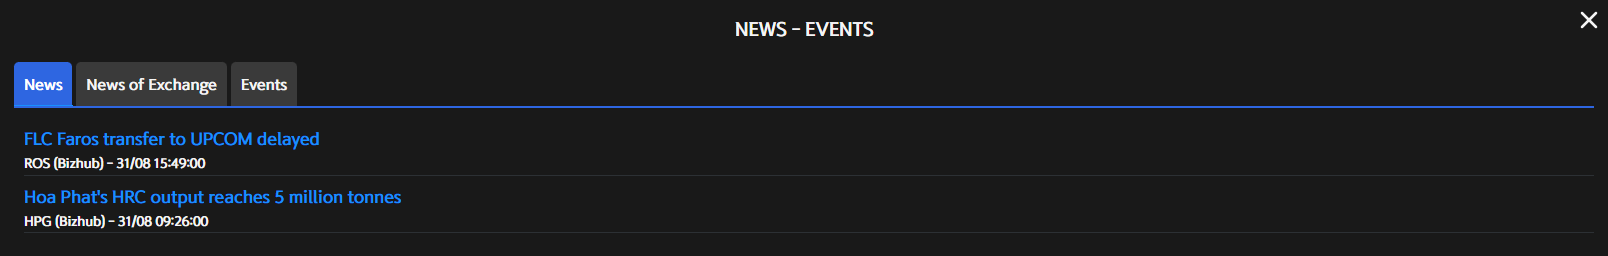 NEWS - EVENTS
News
News of Exchange
Events
FLC Faros transfer to UPCOM delayed
ROS (Bizhub) - 31/08 15:49:00
Hoa Phat's HRC output reaches 5 million tonnes
HPG (Bizhub) - 31/08 09:26:00